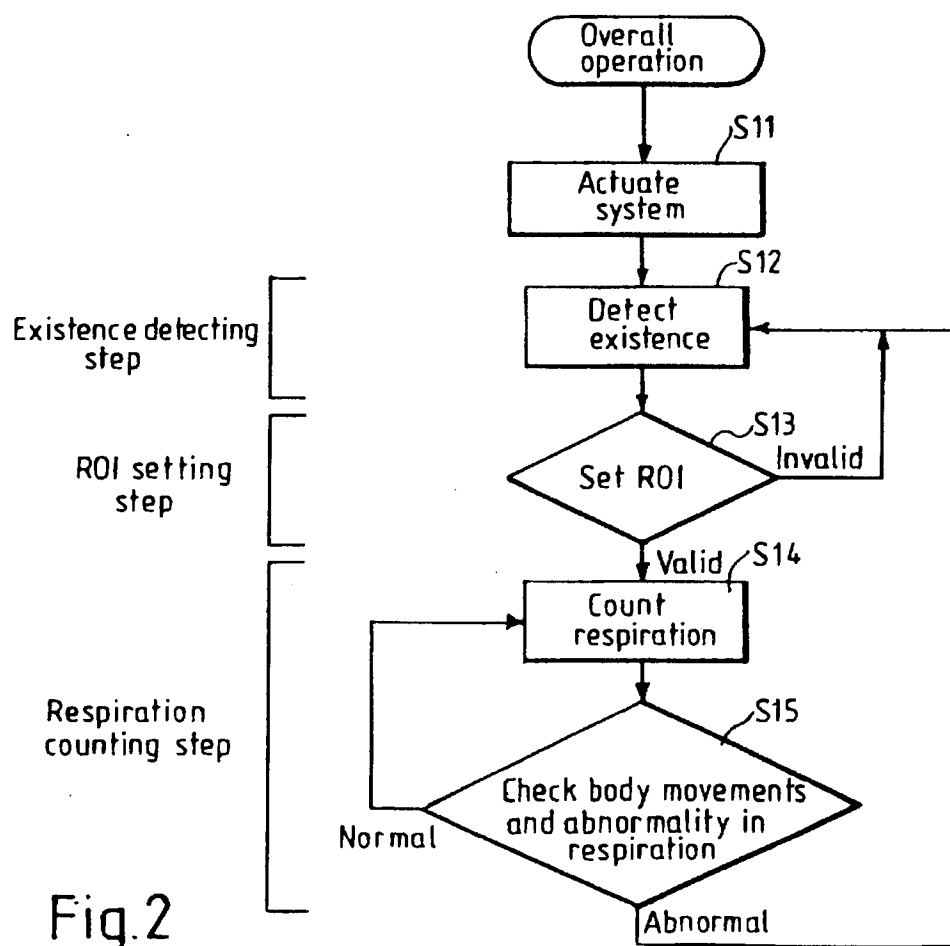 Overall
operation
S11
Actuate
system
S12
Detect
existence
Existence detecting
step
S13
Set ROI
Invalid
ROI setting
step
Valid
S14
Count
respiration
Respiration
counting step
S15
Check body movements
and abnormality in
respiration
Normal
Abnormal
Fig.2